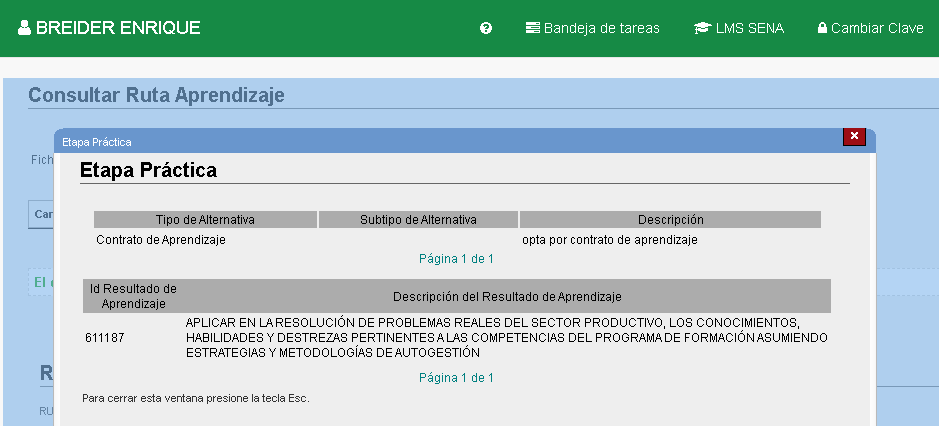 BREIDER ENRIQUE
Bandeja de tareas
LMS SENA
Cambiar Clave
Consultar Ruta Aprendizaje
Etapa Práctica
Fich
Etapa Práctica
Tipo de Alternativa Subtipo de Alternativa Descripción
Car
Contrato de Aprendizaje opta por contrato de aprendizaje
Página 1 de 1
El
Id Resultado de
Aprendizaje
Descripción del Resultado de Aprendizaje
611187
APLICAR EN LA RESOLUCIÓN DE PROBLEMAS REALES DEL SECTOR PRODUCTIVO, LOS CONOCIMIENTOS,
HABILIDADES Y DESTREZAS PERTINENTES A LAS COMPETENCIAS DEL PROGRAMA DE FORMACIÓN ASUMIENDO
ESTRATEGIAS Y METODOLOGÍAS DE AUTOGESTIÓN
Página 1 de 1
R
Para cerrar esta ventana presione la tecla Esc.
RU